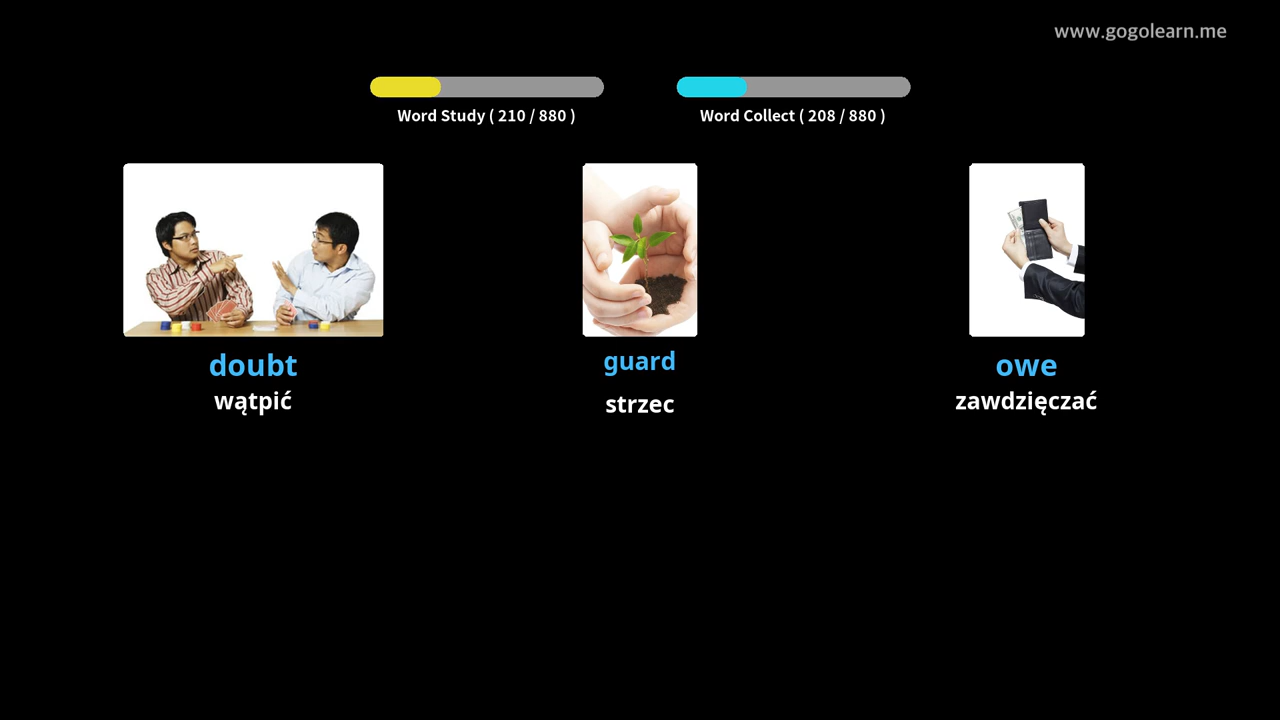 www.gogolearn.me
Word Study ( 210 / 880 )
Word Collect ( 208 / 880 )
doubt
wątpić
guard
strzec
owe
zawdzięczać